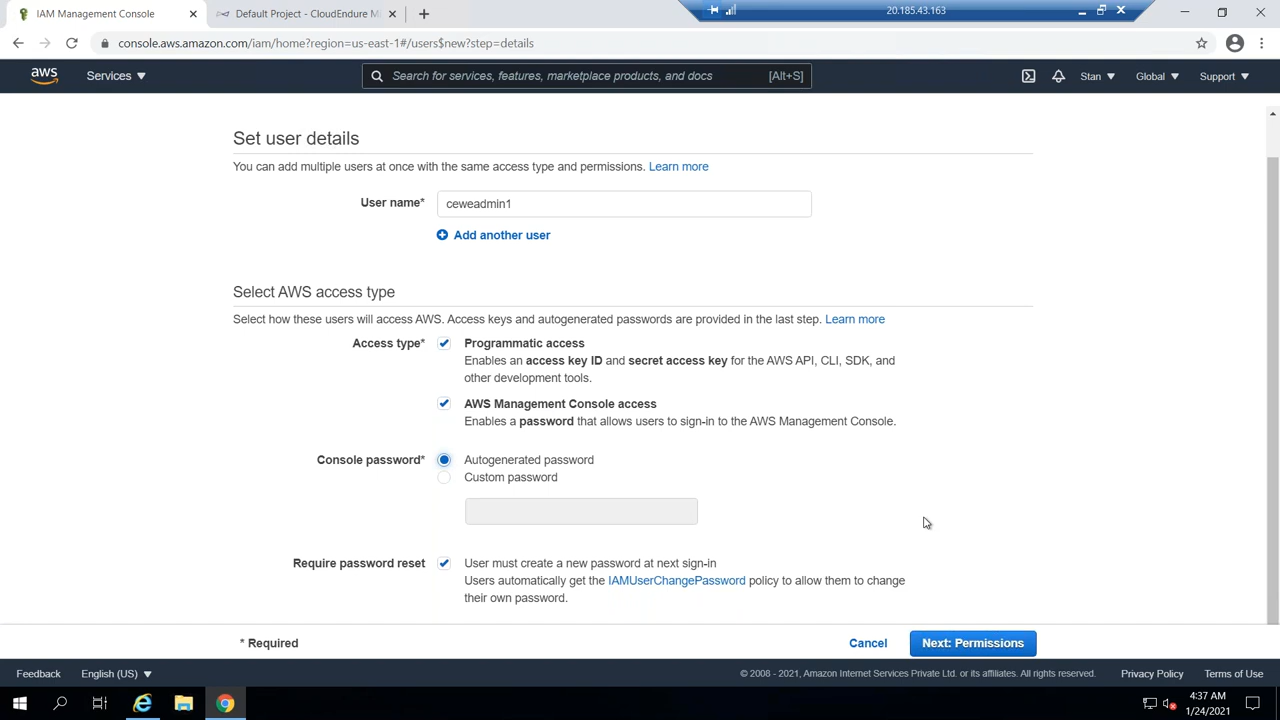 IAM Management Console
Default Project - CloudEndure M
20.185.43.163
console.aws.amazon.com/iam/home?region=us-east-1#/users$new?step=details
aws
Services
Search for services, features, marketplace products, and docs
[Alt+S]
Stan
Global
Support
Set user details
You can add multiple users at once with the same access type and permissions. Learn more
User name*
ceweadmin1
Add another user
Select AWS access type
Select how these users will access AWS. Access keys and autogenerated passwords are provided in the last step. Learn more
Access type*
Programmatic access
Enables an access key ID and secret access key for the AWS API, CLI, SDK, and
other development tools.
AWS Management Console access
Enables a password that allows users to sign-in to the AWS Management Console.
Console password*
Autogenerated password
Custom password
Require password reset
User must create a new password at next sign-in
Users automatically get the IAMUserChangePassword policy to allow them to change
their own password.
* Required
Cancel
Next: Permissions
Feedback
English (US)
© 2008 - 2021, Amazon Internet Services Private Ltd. or its affiliates. All rights reserved.
Privacy Policy
Terms of Use
4:37 AM
1/24/2021